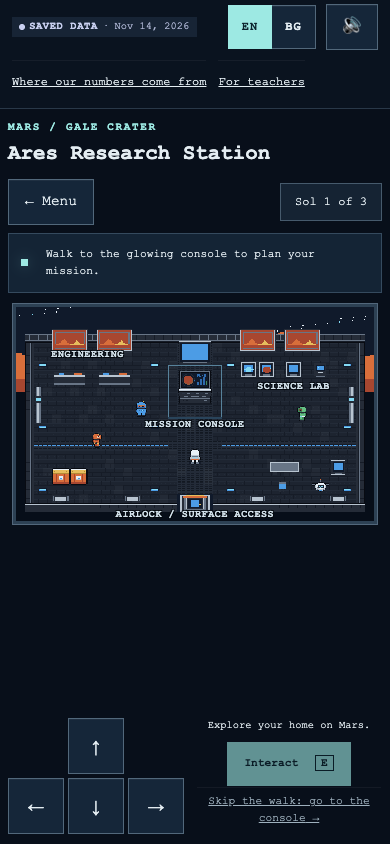 SAVED DATA · Nov 14, 2026
EN BG
Where our numbers come from For teachers
MARS / GALE CRATER
Ares Research Station
← Menu
Sol 1 of 3
Walk to the glowing console to plan your
mission.
ENGINEERING
SCIENCE LAB
MISSION CONSOLE
AIRLOCK / SURFACE ACCESS
Explore your home on Mars.
↑
Interact E
← ↓ →
Skip the walk: go to the
console →